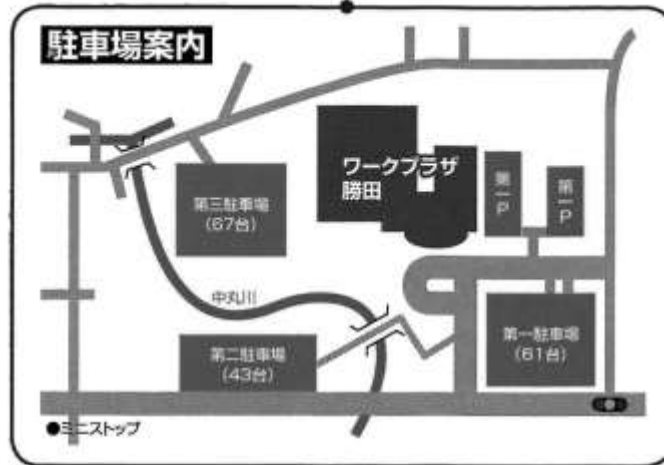 駐車場案内
ワークプラザ
勝田
第一P
第一P
第三駐車場
(67台)
中丸川
第二駐車場
(43台)
第一駐車場
(61台)
●ミニストップ